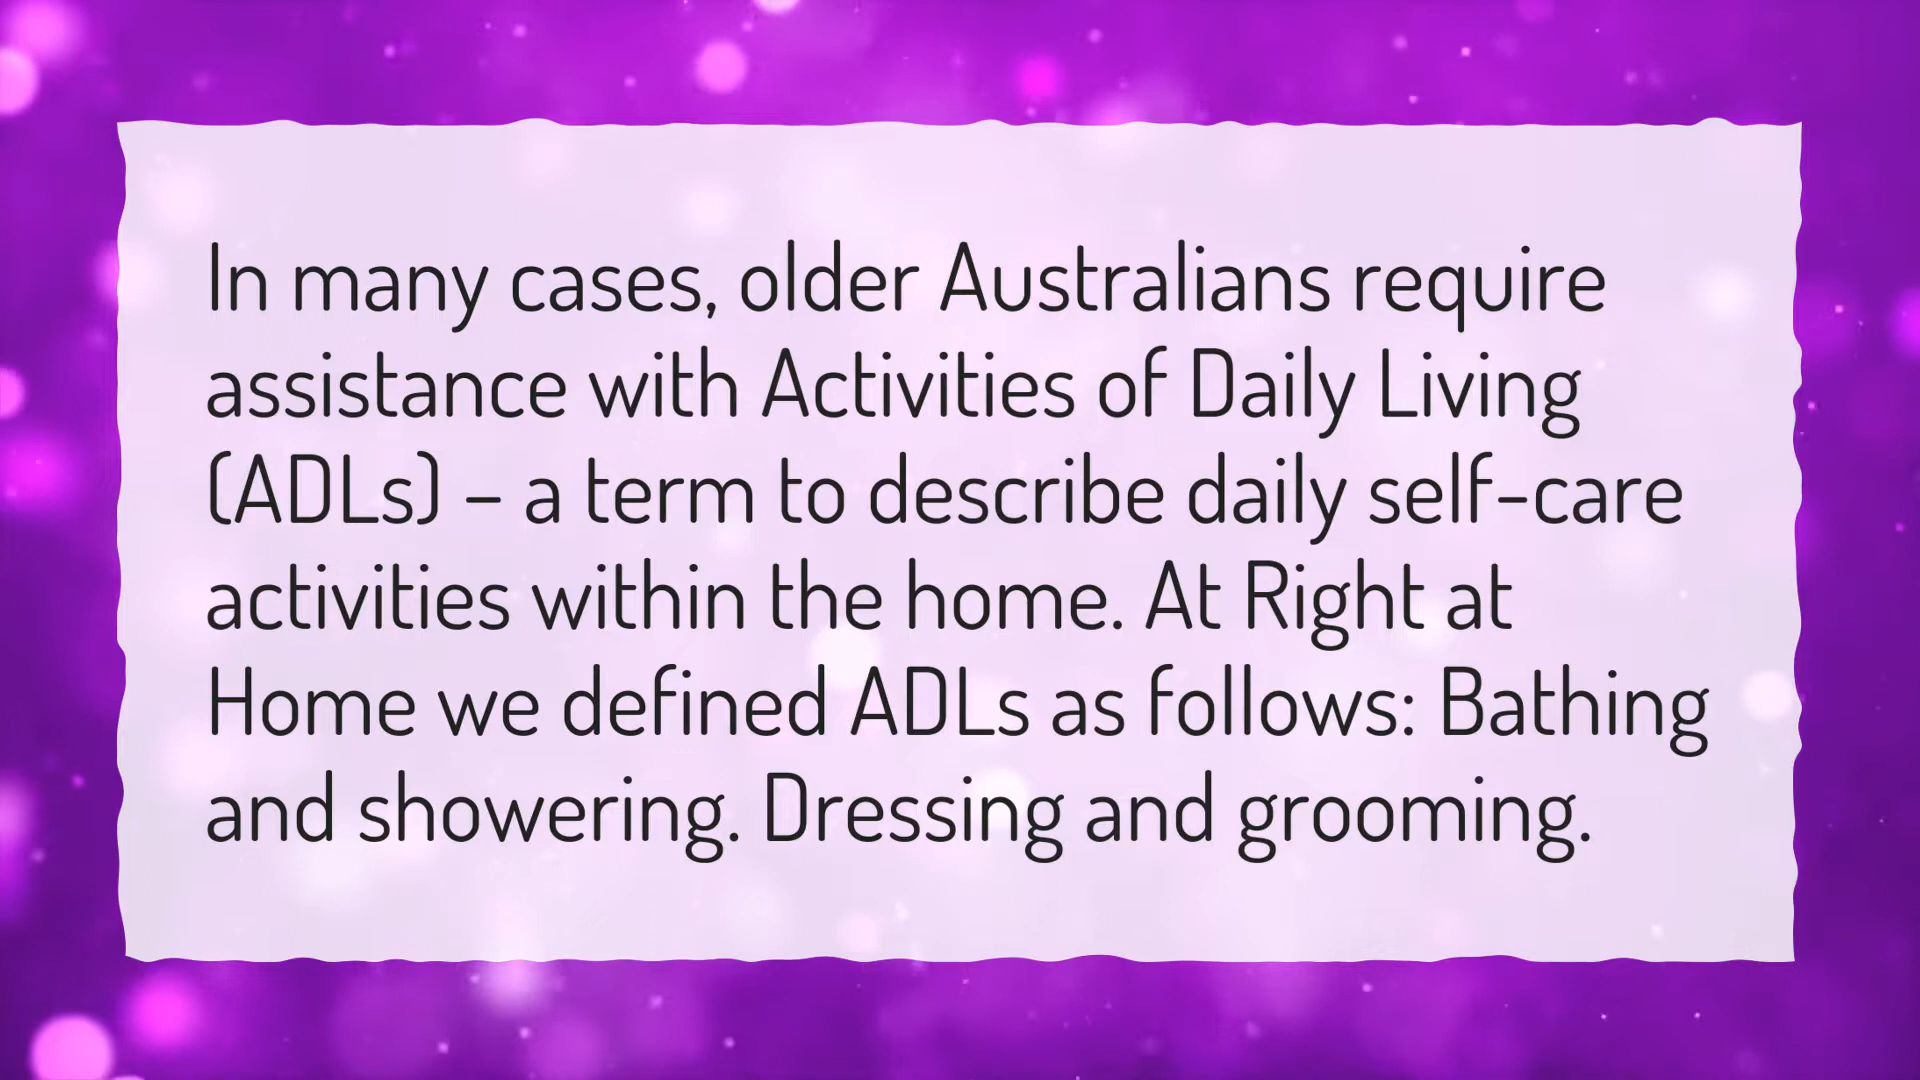 In many cases, older Australians require
assistance with Activities of Daily Living
(ADLs) – a term to describe daily self-care
activities within the home. At Right at
Home we defined ADLs as follows: Bathing
and showering. Dressing and grooming.